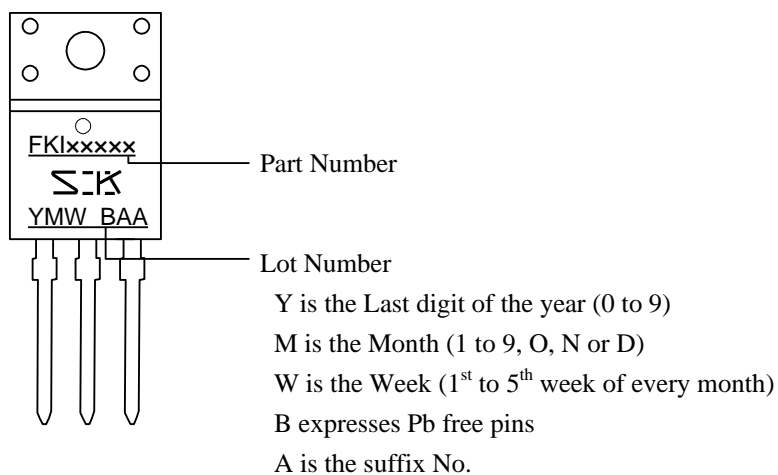 FKIxxxxx
Part Number
SK
YMW BAA
Lot Number
Y is the Last digit of the year (0 to 9)
M is the Month (1 to 9, O, N or D)
W is the Week (1st to 5th week of every month)
B expresses Pb free pins
A is the suffix No.